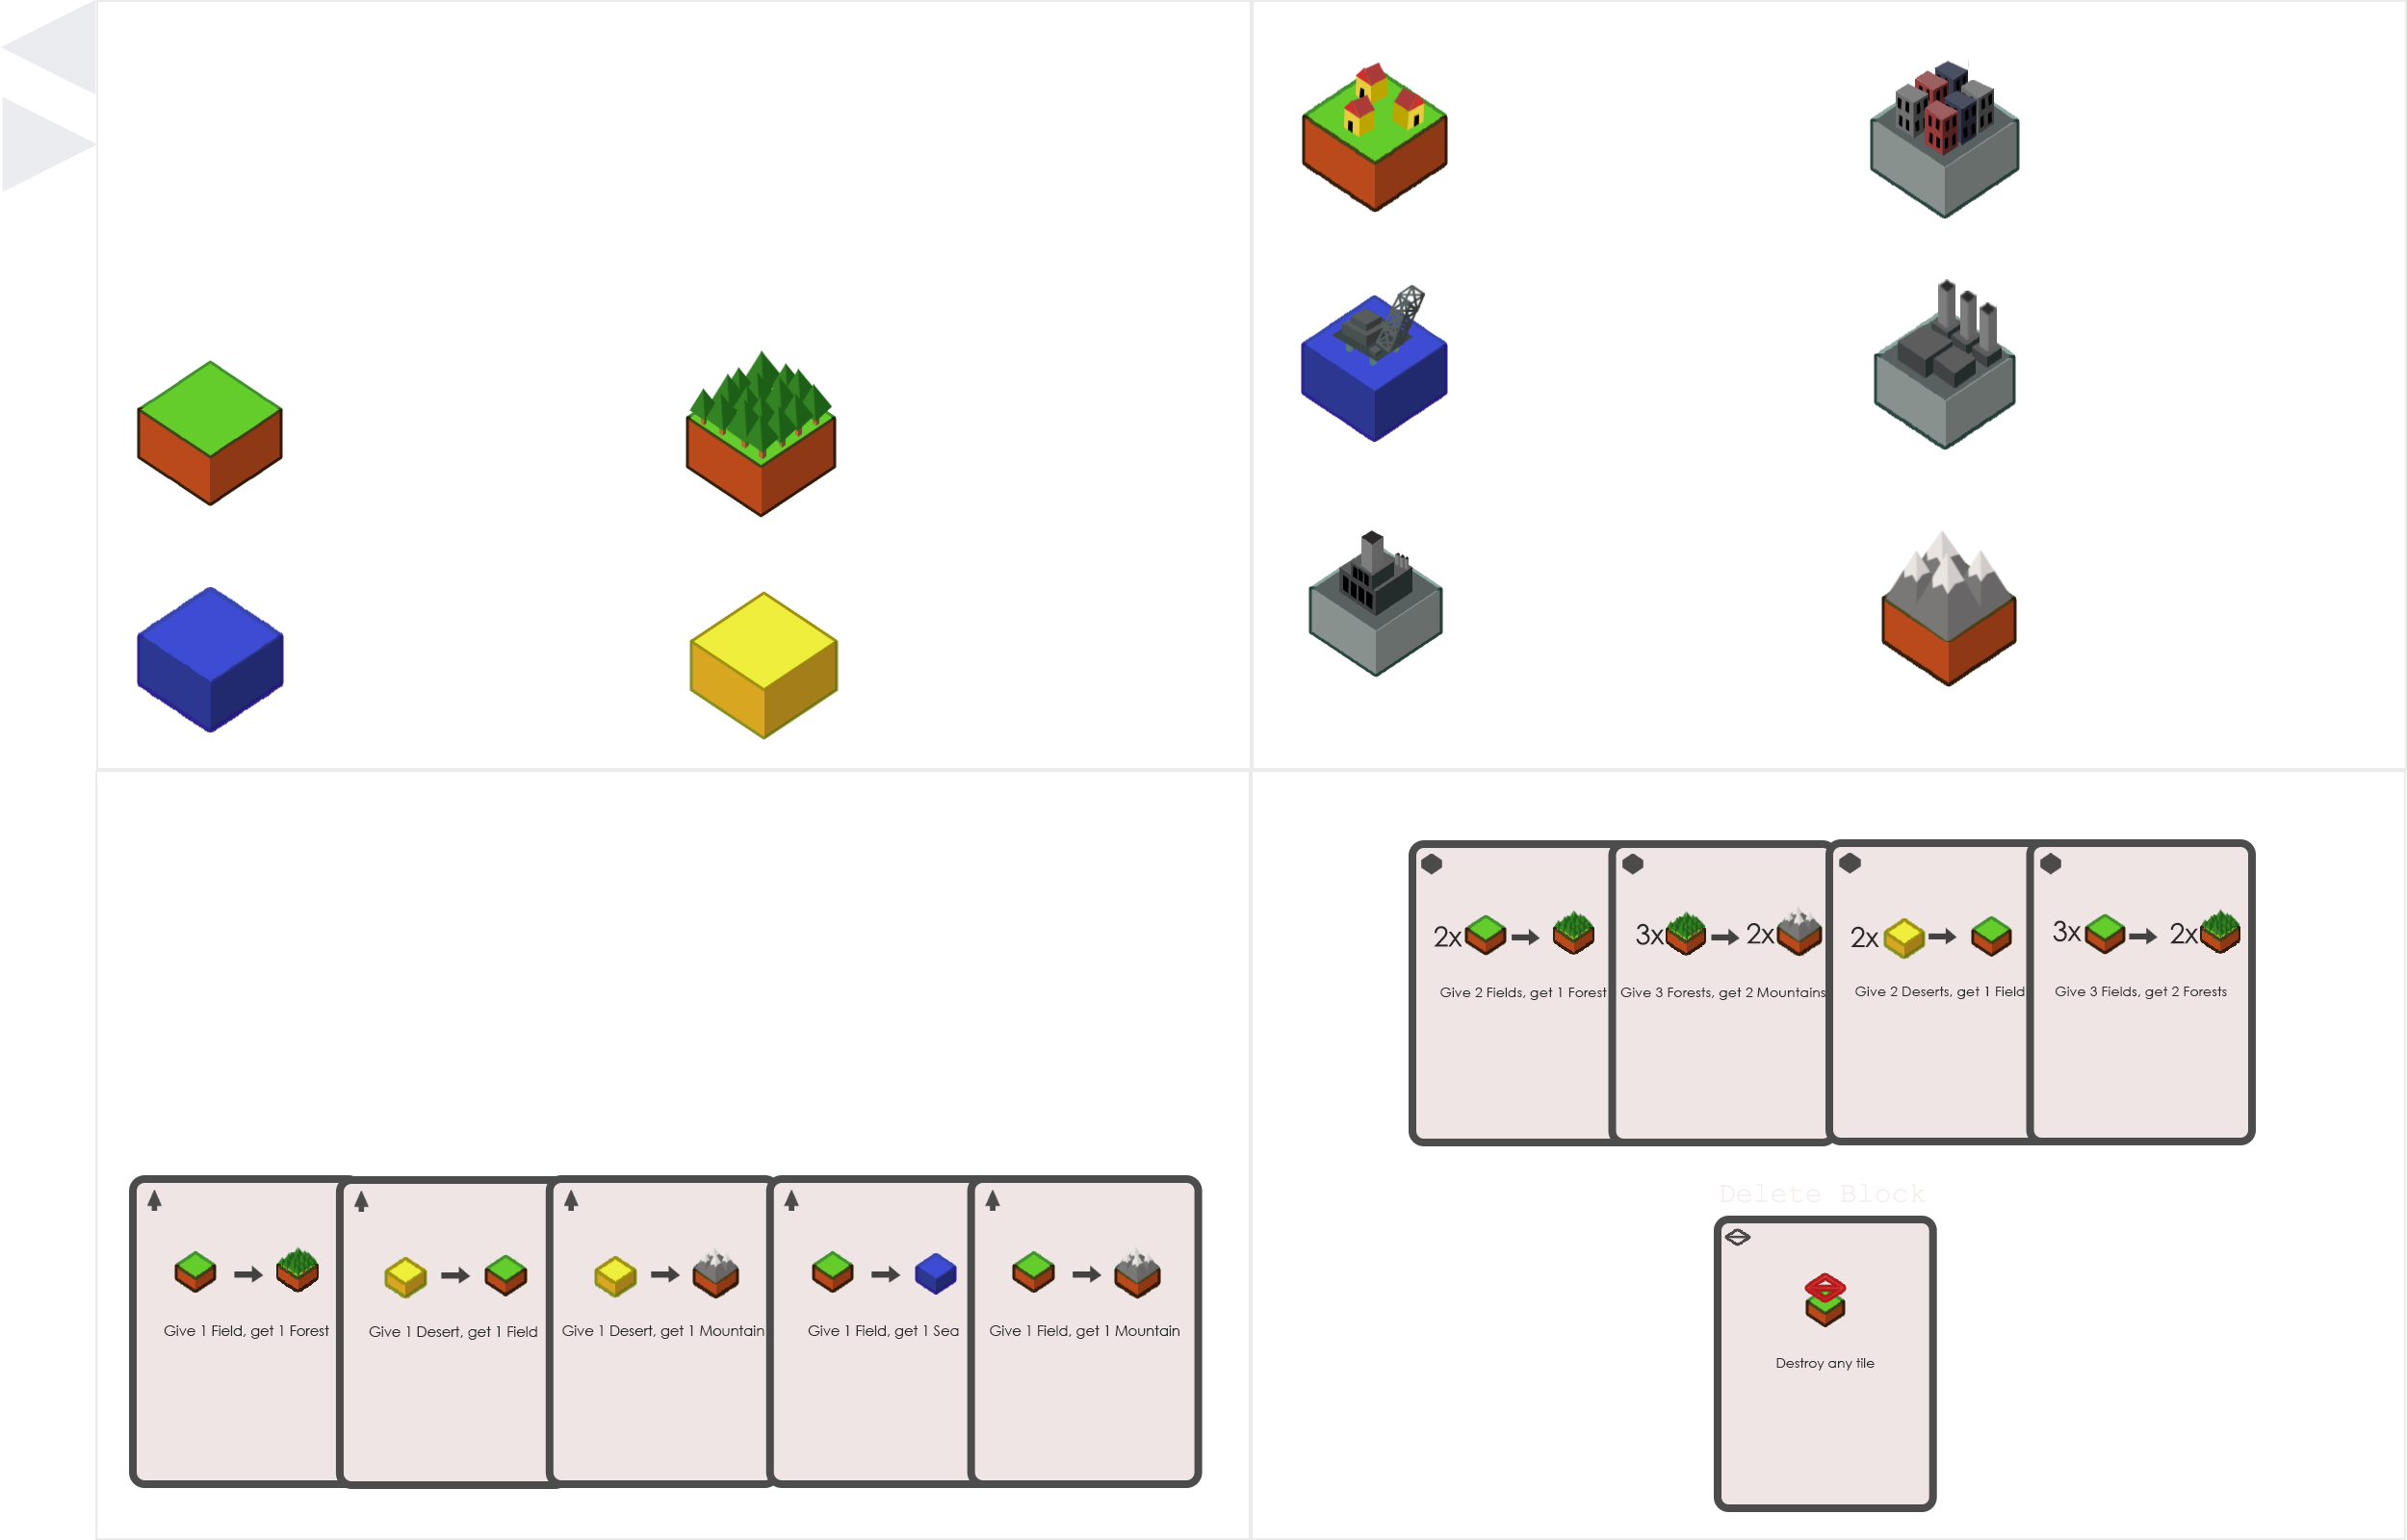 2x
3x
2x
2x
3x
2x
Give 2 Fields, get 1 Forest
Give 3 Forests, get 2 Mountains
Give 2 Deserts, get 1 Field
Give 3 Fields, get 2 Forests
Delete Block
Give 1 Field, get 1 Forest
Give 1 Desert, get 1 Field
Give 1 Desert, get 1 Mountain
Give 1 Field, get 1 Sea
Give 1 Field, get 1 Mountain
Destroy any tile